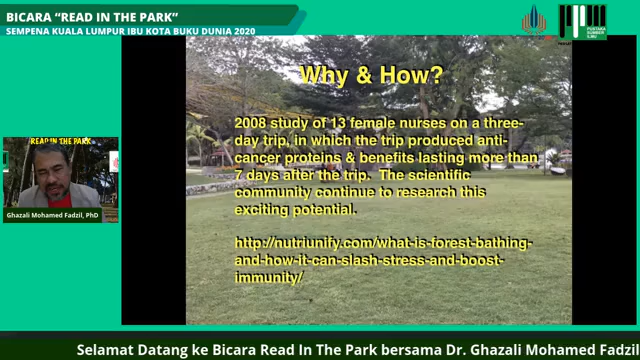 BICARA “READ IN THE PARK”
SEMPENA KUALA LUMPUR IBU KOTA BUKU DUNIA 2020
PUSTAKA
SUMBER
ILMU
Why & How?
2008 study of 13 female nurses on a three-
day trip, in which the trip produced anti-
cancer proteins & benefits lasting more than
7 days after the trip. The scientific
community continue to research this
exciting potential.
http://nutriunify.com/what-is-forest-bathing-
and-how-it-can-slash-stress-and-boost-
immunity/
READ IN THE PARK
Ghazali Mohamed Fadzil, PhD
Selamat Datang ke Bicara Read In The Park bersama Dr. Ghazali Mohamed Fadzil